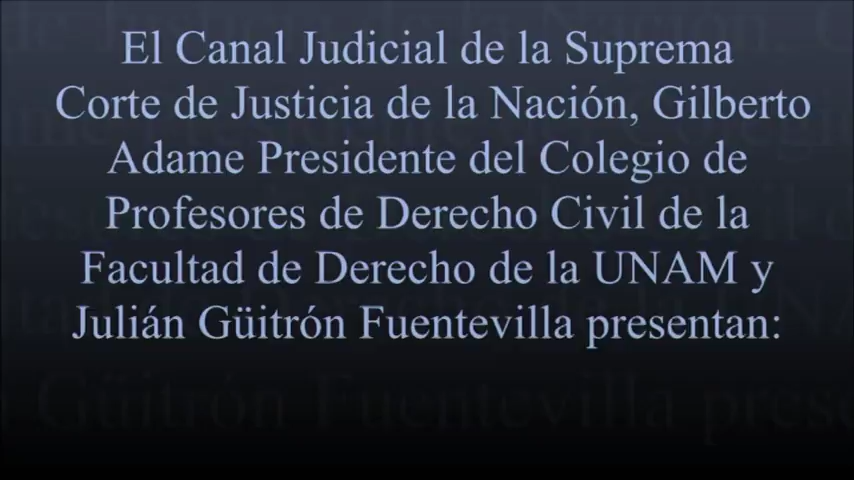 El Canal Judicial de la Suprema
Corte de Justicia de la Nación, Gilberto
Adame Presidente del Colegio de
Profesores de Derecho Civil de la
Facultad de Derecho de la UNAM y
Julián Güitrón Fuentevilla presentan: